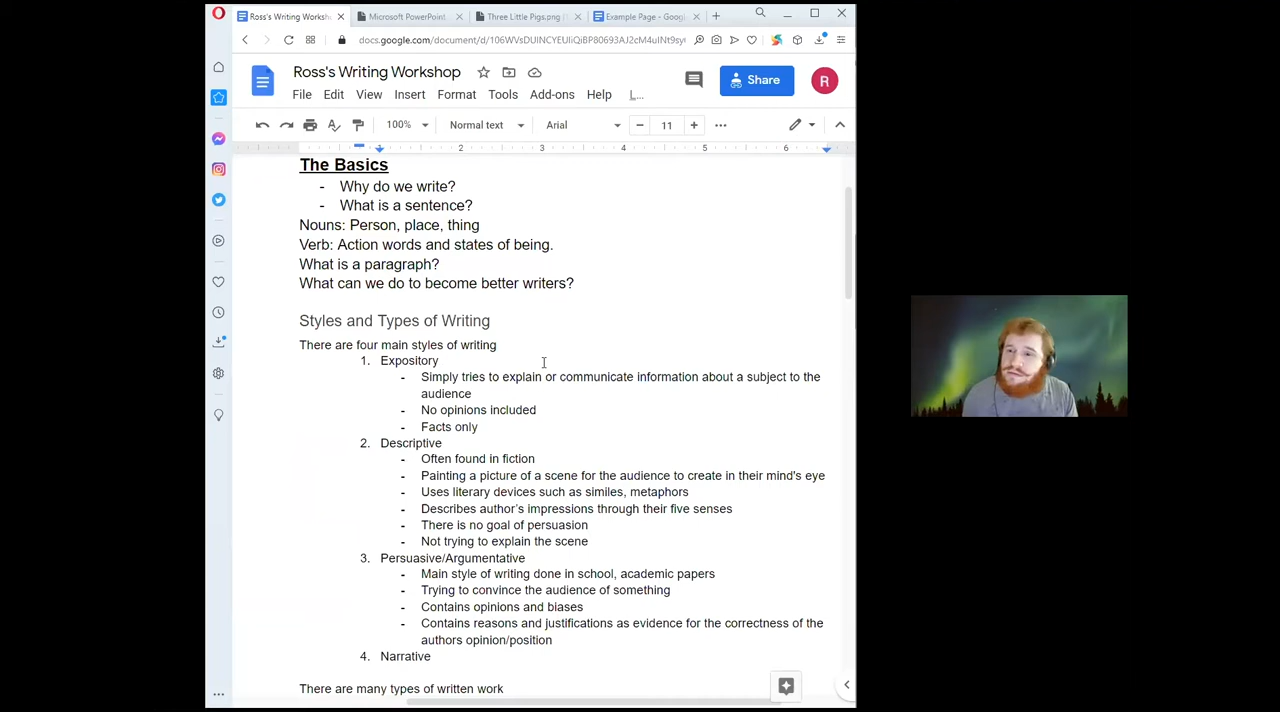 Ross's Writing Worksh
Microsoft PowerPoint
Three Little Pigs.png (
Example Page - Googl
docs.google.com/document/d/
Ross's Writing Workshop
File Edit View Insert Format Tools Add-ons Help L...
Share
R
100% Normal text Arial 11
1 2 3 4 5 6
The Basics
- Why do we write?
- What is a sentence?
Nouns: Person, place, thing
Verb: Action words and states of being.
What is a paragraph?
What can we do to become better writers?
Styles and Types of Writing
There are four main styles of writing
1. Expository
- Simply tries to explain or communicate information about a subject to the
audience
- No opinions included
- Facts only
2. Descriptive
- Often found in fiction
- Painting a picture of a scene for the audience to create in their mind's eye
- Uses literary devices such as similes, metaphors
- Describes author's impressions through their five senses
- There is no goal of persuasion
- Not trying to explain the scene
3. Persuasive/Argumentative
- Main style of writing done in school, academic papers
- Trying to convince the audience of something
- Contains opinions and biases
- Contains reasons and justifications as evidence for the correctness of the
authors opinion/position
4. Narrative
There are many types of written work